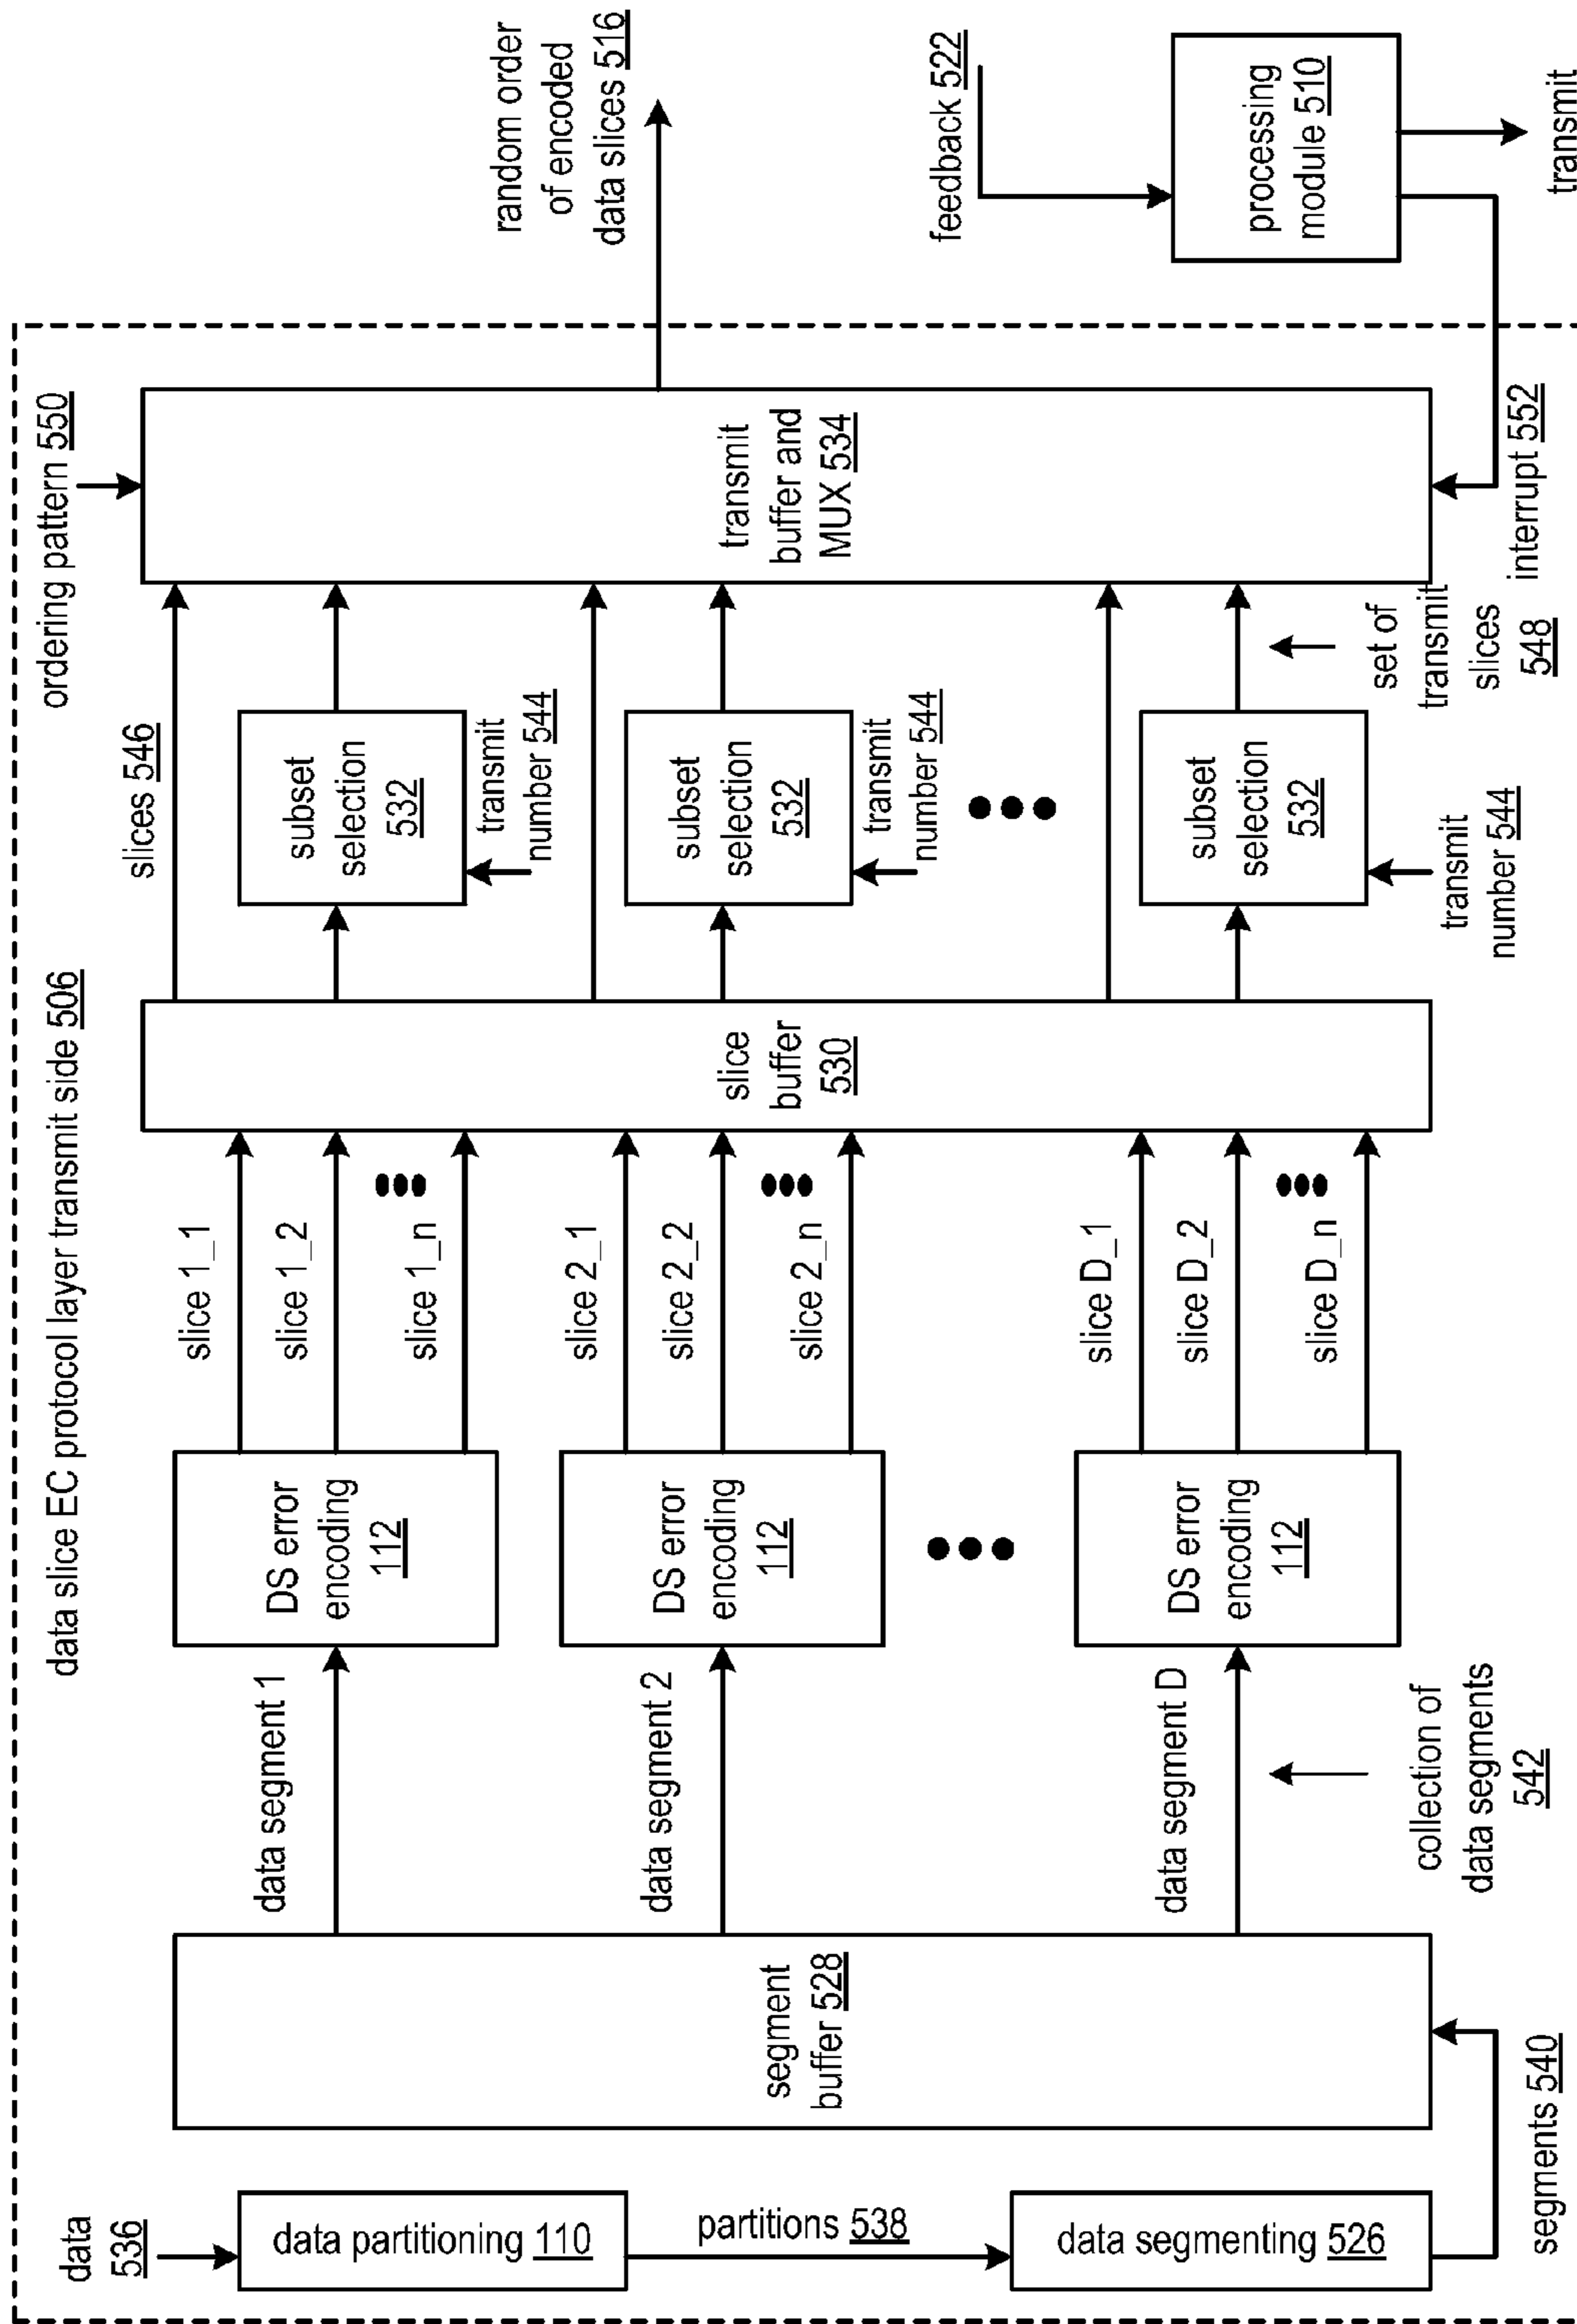 data slice EC protocol layer transmit side 506
data
536
data partitioning 110
partitions 538
data segmenting 526
segments 540
segment
buffer 528
data segment 1
data segment 2
data segment D
collection of
data segments
542
DS error
encoding
112
DS error
encoding
112
DS error
encoding
112
slice 1_1
slice 1_2
slice 1_n
slice 2_1
slice 2_2
slice 2_n
slice D_1
slice D_2
slice D_n
slice
buffer
530
slices 546
subset
selection
532
transmit
number 544
subset
selection
532
transmit
number 544
subset
selection
532
transmit
number 544
set of
transmit
slices
548
ordering pattern 550
transmit
buffer and
MUX 534
interrupt 552
random order
of encoded
data slices 516
feedback 522
processing
module 510
transmit